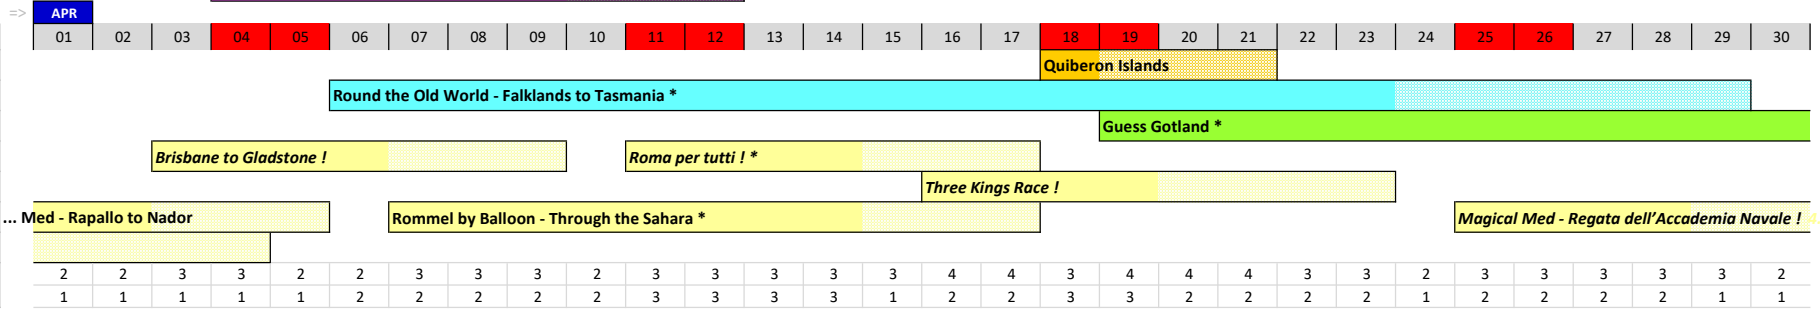 => APR
01 02 03 04 05 06 07 08 09 10 11 12 13 14 15 16 17 18 19 20 21 22 23 24 25 26 27 28 29 30
Quiberon Islands
Round the Old World - Falklands to Tasmania *
Guess Gotland *
Brisbane to Gladstone ! Roma per tutti ! *
Three Kings Race !
... Med - Rapallo to Nador Rommel by Balloon - Through the Sahara * Magical Med - Regata dell’Accademia Navale !
2 2 3 3 2 2 3 3 3 2 3 3 3 3 3 4 4 3 4 4 4 3 3 2 3 3 3 3 3 2
1 1 1 1 1 2 2 2 2 2 3 3 3 3 1 2 2 3 3 2 2 2 2 1 2 2 2 2 1 1